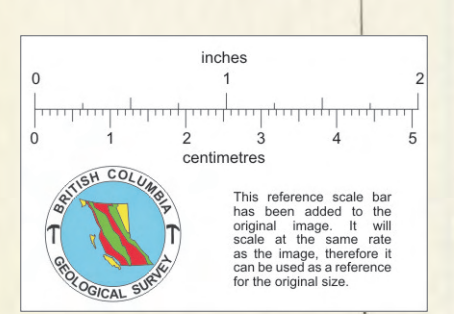 inches
0 1 2
0 1 2 3 4 5
centimetres
BRITISH COLUMBIA
GEOLOGICAL SURVEY
This reference scale bar
has been added to the
original image. It will
scale at the same rate
as the image, therefore it
can be used as a reference
for the original size.